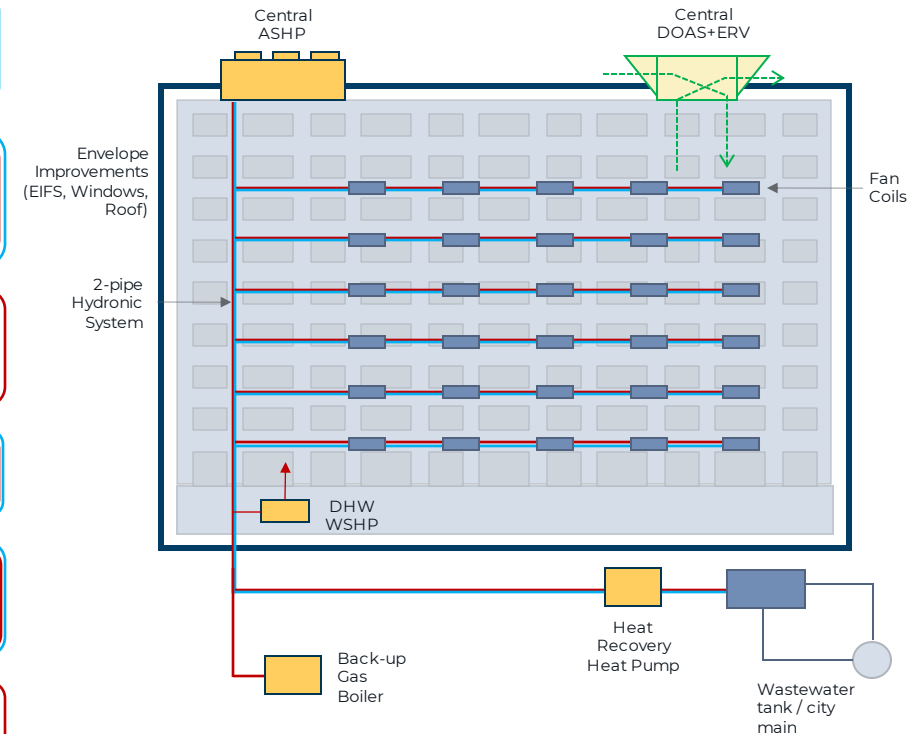 Central
ASHP
Central
DOAS+ERV
Envelope
Improvements
(EIFS, Windows,
Roof)
Fan
Coils
2-pipe
Hydronic
System
DHW
WSHP
Heat
Recovery
Heat Pump
Back-up
Gas
Boiler
Wastewater
tank / city
main